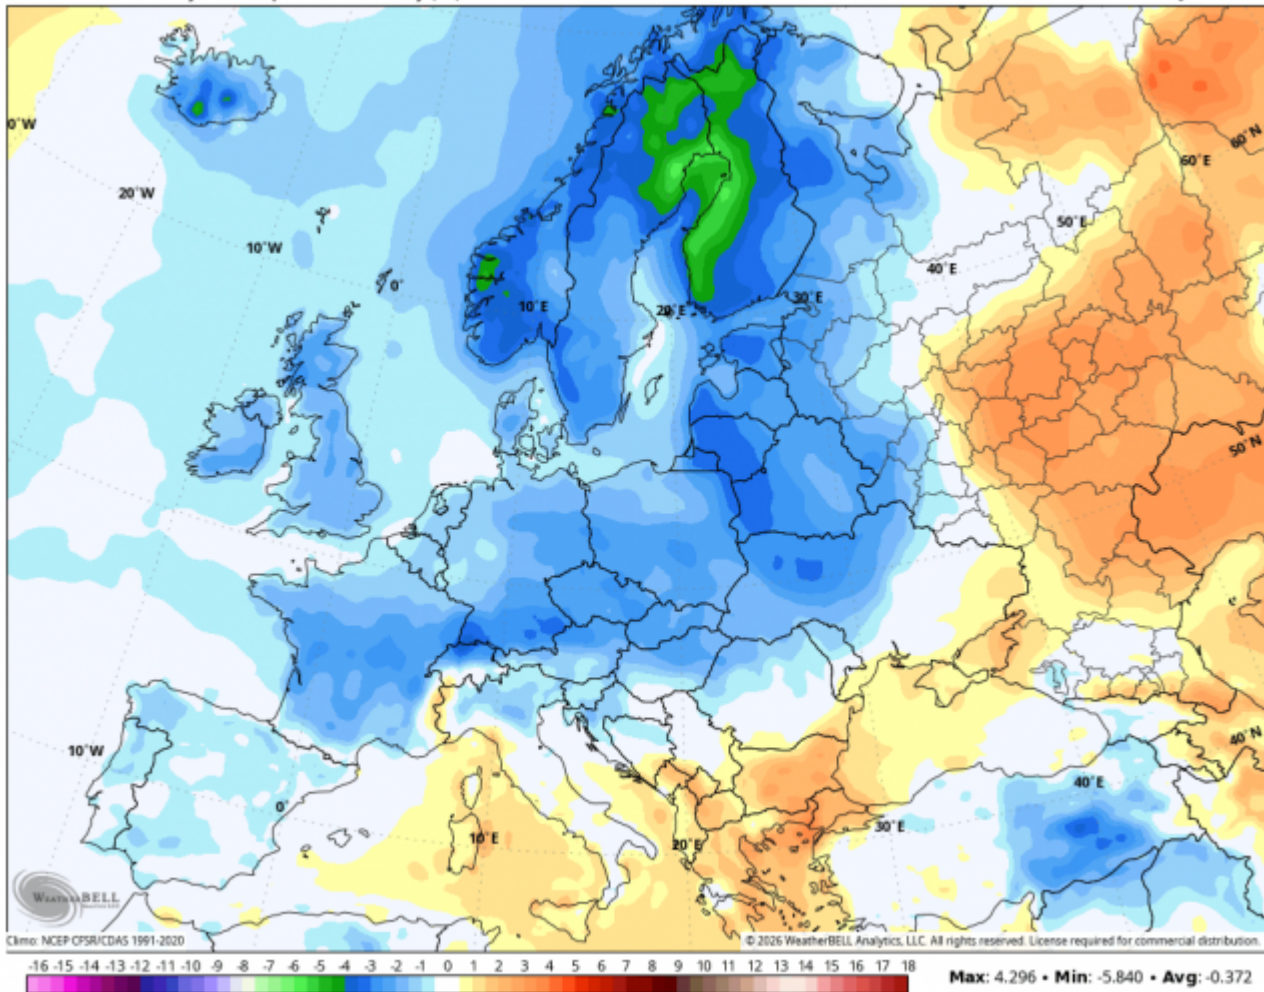 60°N
0°W
60°E
20°W
50°E
10°W
40°E
0°
10°E
20°E
30°E
50°N
10°W
40°N
40°E
0°
30°E
10°E
20°E
WEATHERBELL
Climo: NCEP CFSR/CDAS 1991-2020
© 2026 WeatherBELL Analytics, LLC. All rights reserved. License required for commercial distribution.
-16 -15 -14 -13 -12 -11 -10 -9 -8 -7 -6 -5 -4 -3 -2 -1 0 1 2 3 4 5 6 7 8 9 10 11 12 13 14 15 16 17 18
Max: 4.296 • Min: -5.840 • Avg: -0.372